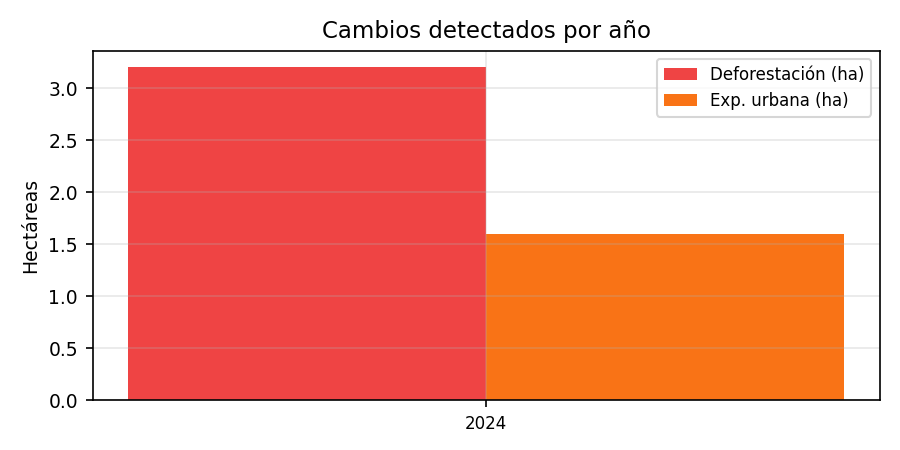 Cambios detectados por año
Deforestación (ha)
Exp. urbana (ha)
Hectáreas
3.0
2.5
2.0
1.5
1.0
0.5
0.0
2024